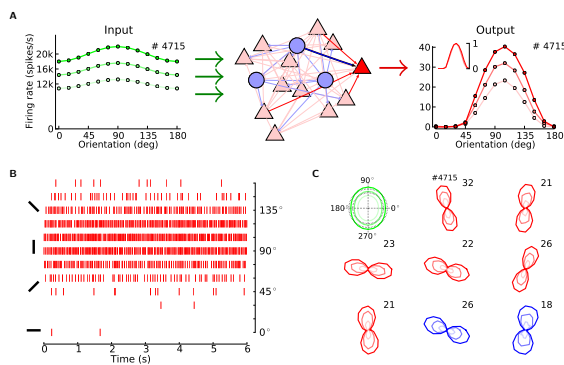 A
Input
Output
# 4715
# 4715
Firing rate (spikes/s)
20k
16k
12k
0
0 45 90 135 180
Orientation (deg)
40
30
20
10
0
1
0
0 45 90 135 180
Orientation (deg)
B
135°
90°
45°
0°
0 1 2 3 4 5 6
Time (s)
C
90°
180°
0°
270°
#4715
32
21
23
22
26
21
26
18